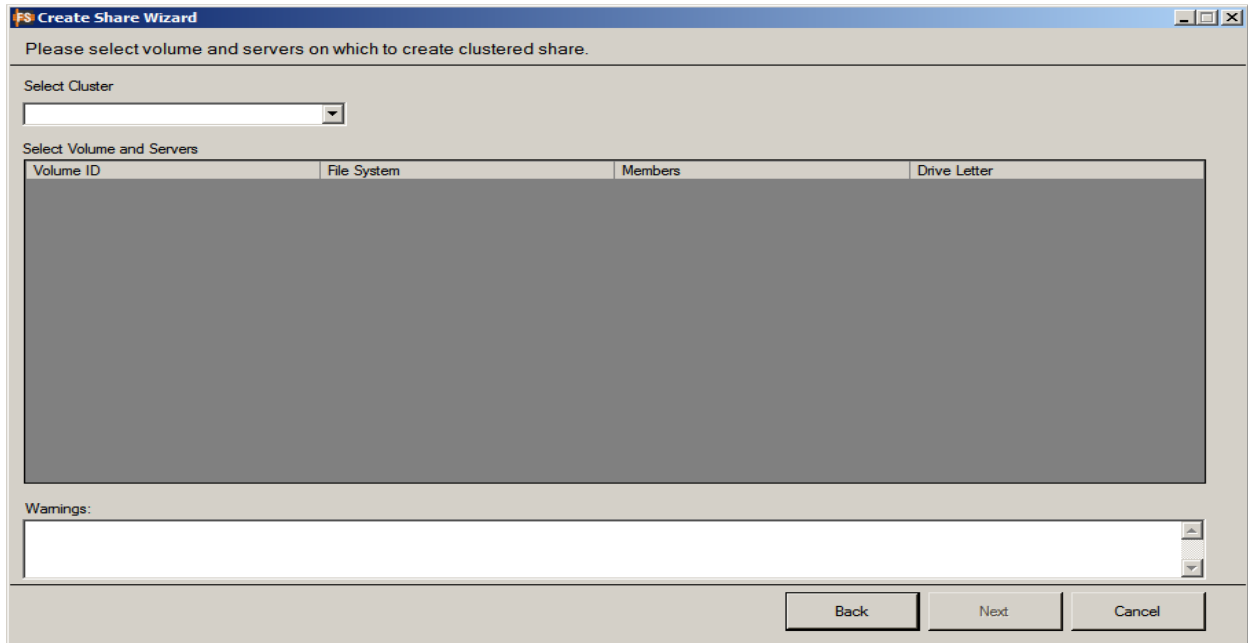 FS Create Share Wizard
Please select volume and servers on which to create clustered share.
Select Cluster
Select Volume and Servers
Volume ID File System Members Drive Letter
Warnings:
Back Next Cancel